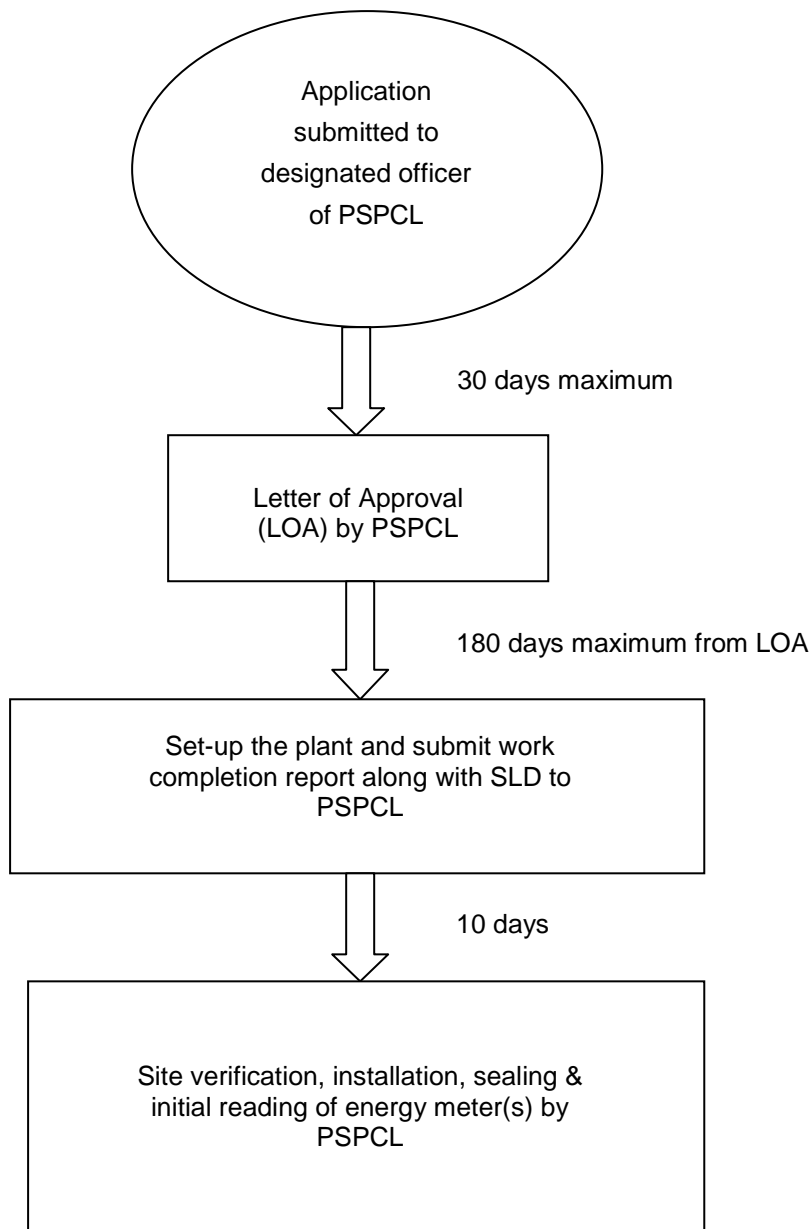 Application
submitted to
designated officer
of PSPCL
30 days maximum
Letter of Approval
(LOA) by PSPCL
180 days maximum from LOA
Set-up the plant and submit work
completion report along with SLD to
PSPCL
10 days
Site verification, installation, sealing &
initial reading of energy meter(s) by
PSPCL